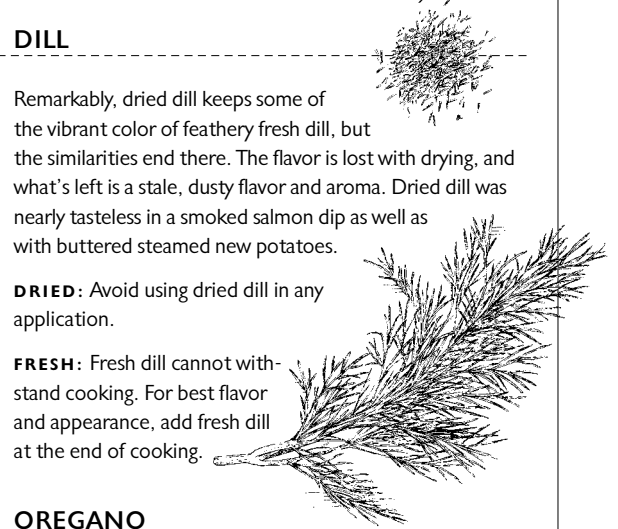 DILL
Remarkably, dried dill keeps some of
the vibrant color of feathery fresh dill, but
the similarities end there. The flavor is lost with drying, and
what's left is a stale, dusty flavor and aroma. Dried dill was
nearly tasteless in a smoked salmon dip as well as
with buttered steamed new potatoes.
DRIED: Avoid using dried dill in any
application.
FRESH: Fresh dill cannot with-
stand cooking. For best flavor
and appearance, add fresh dill
at the end of cooking.
OREGANO